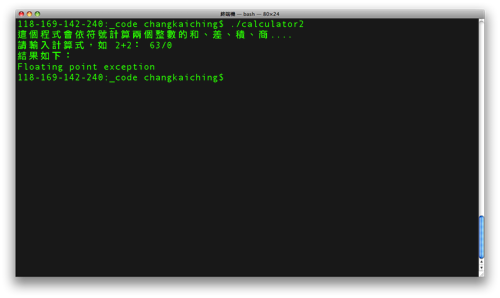 終端機 — bash — 80×24
118-169-142-240:_code changkaiching$ ./calculator2
這個程式會依符號計算兩個整數的和、差、積、商....
請輸入計算式，如 2+2： 63/0
結果如下：
Floating point exception
118-169-142-240:_code changkaiching$